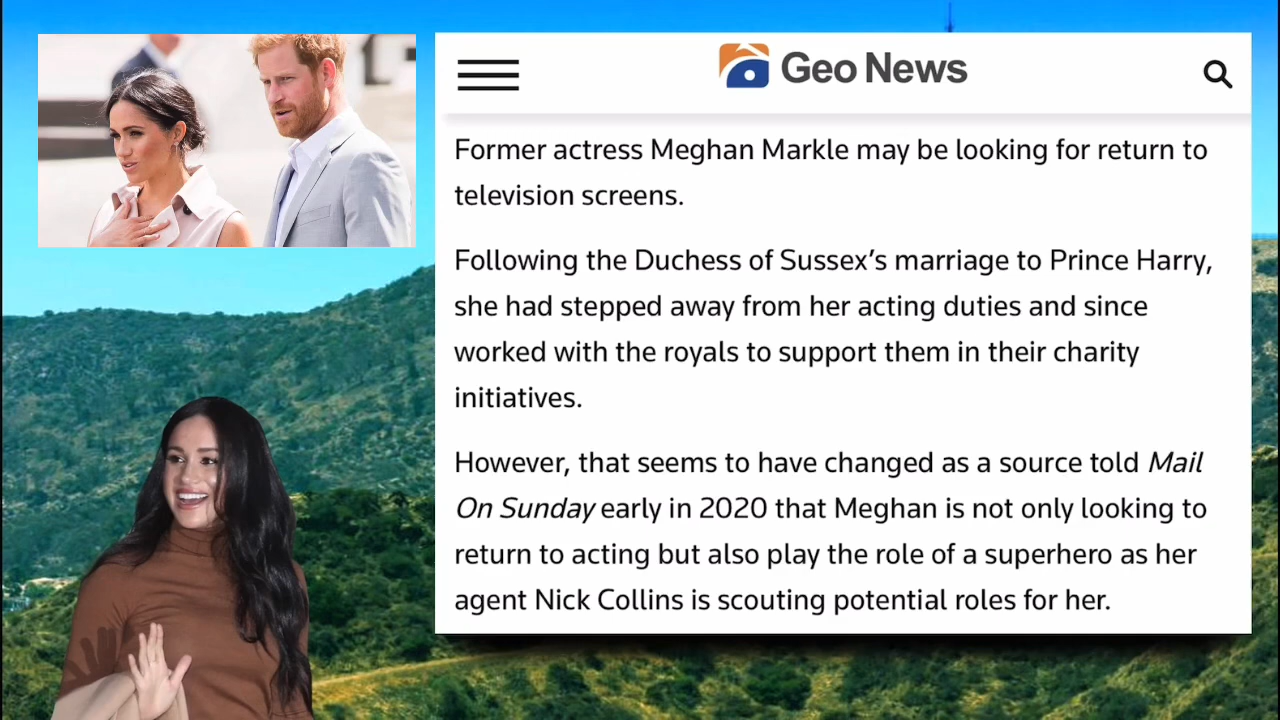 Geo News
Former actress Meghan Markle may be looking for return to
television screens.
Following the Duchess of Sussex’s marriage to Prince Harry,
she had stepped away from her acting duties and since
worked with the royals to support them in their charity
initiatives.
However, that seems to have changed as a source told Mail
On Sunday early in 2020 that Meghan is not only looking to
return to acting but also play the role of a superhero as her
agent Nick Collins is scouting potential roles for her.